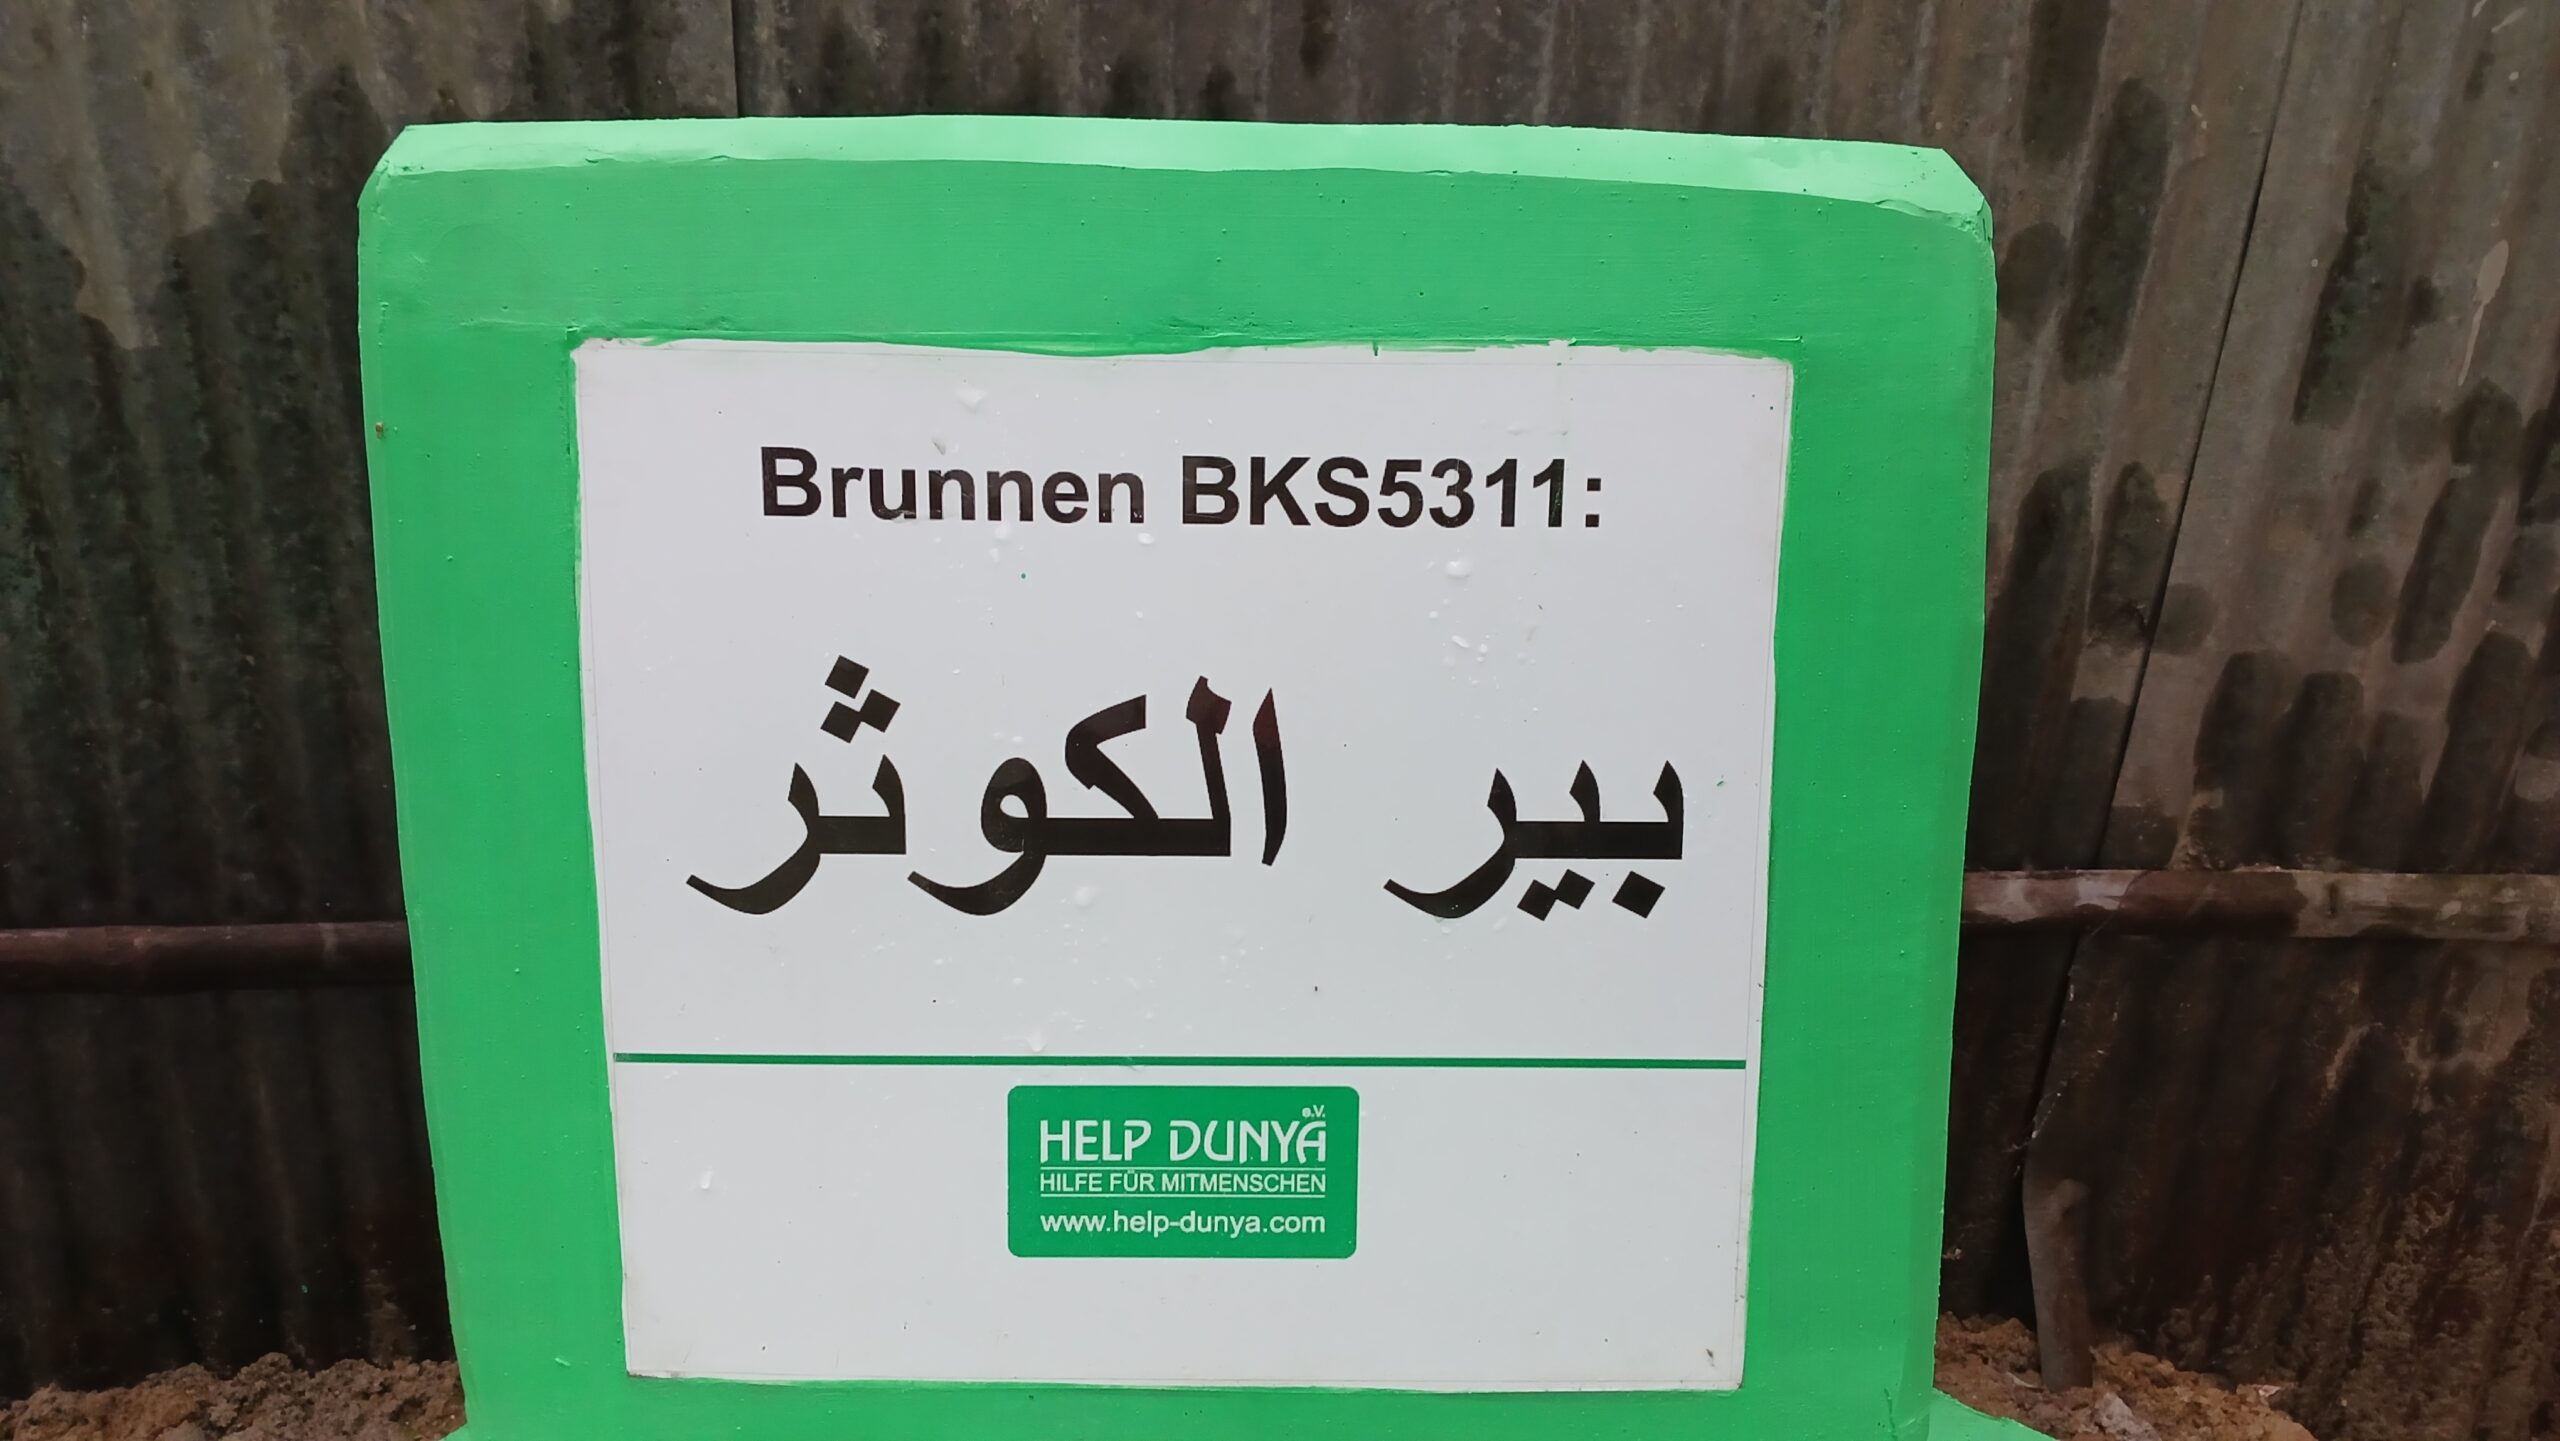 Brunnen BKS5311:
بير الكوثر
HELP DUNYA e.V.
HILFE FÜR MITMENSCHEN
www.help-dunya.com